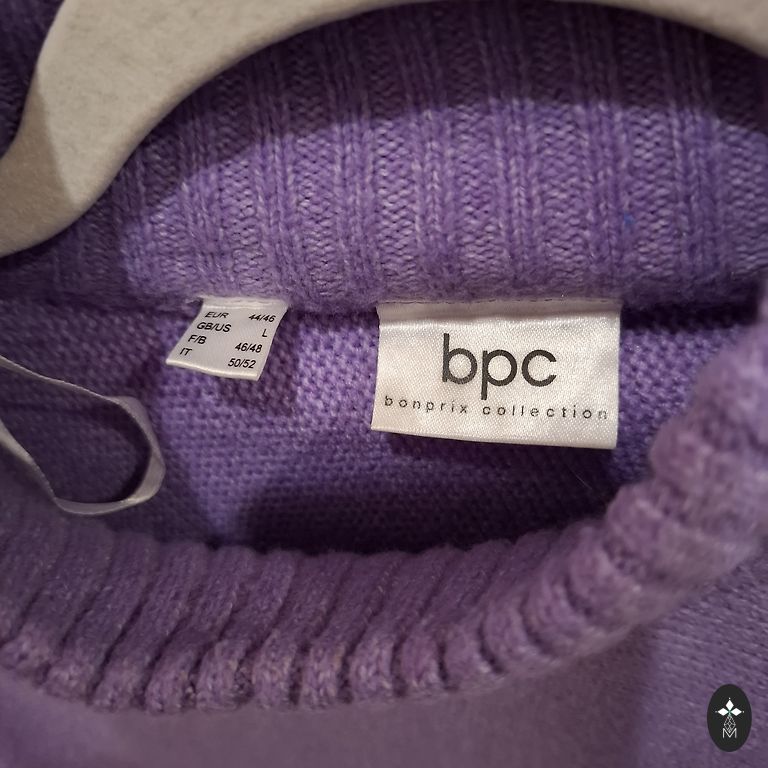 EUR 44/46
GB/US L
F/B 46/48
IT 50/52
bpc
bonprix collection
M